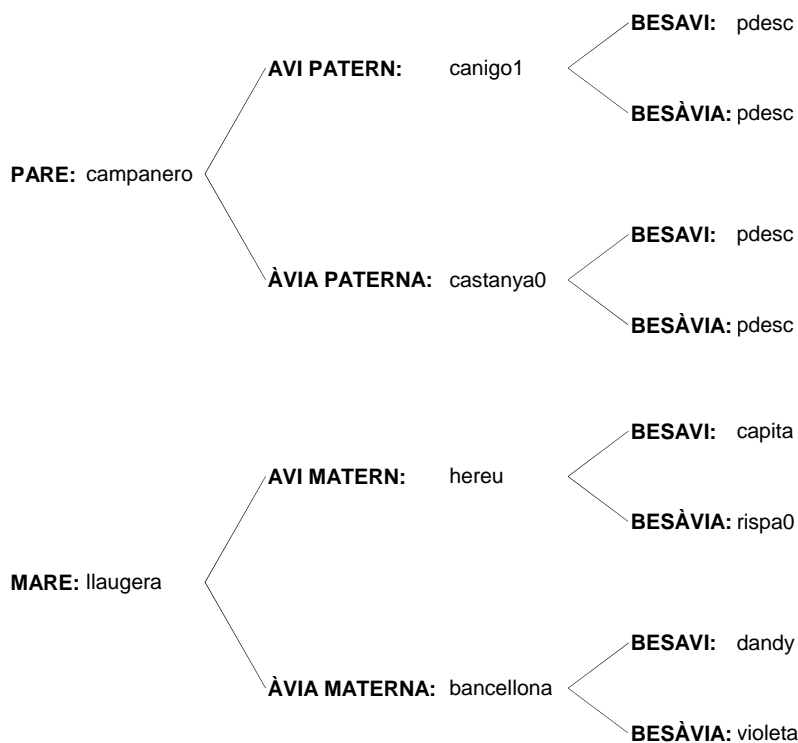 BESAVI: pdesc
AVI PATERN: canigo1
BESÀVIA: pdesc
PARE: campanero
BESAVI: pdesc
ÀVIA PATERNA: castanya0
BESÀVIA: pdesc
BESAVI: capita
AVI MATERN: hereu
BESÀVIA: rispa0
MARE: llaugera
BESAVI: dandy
ÀVIA MATERNA: bancellona
BESÀVIA: violeta